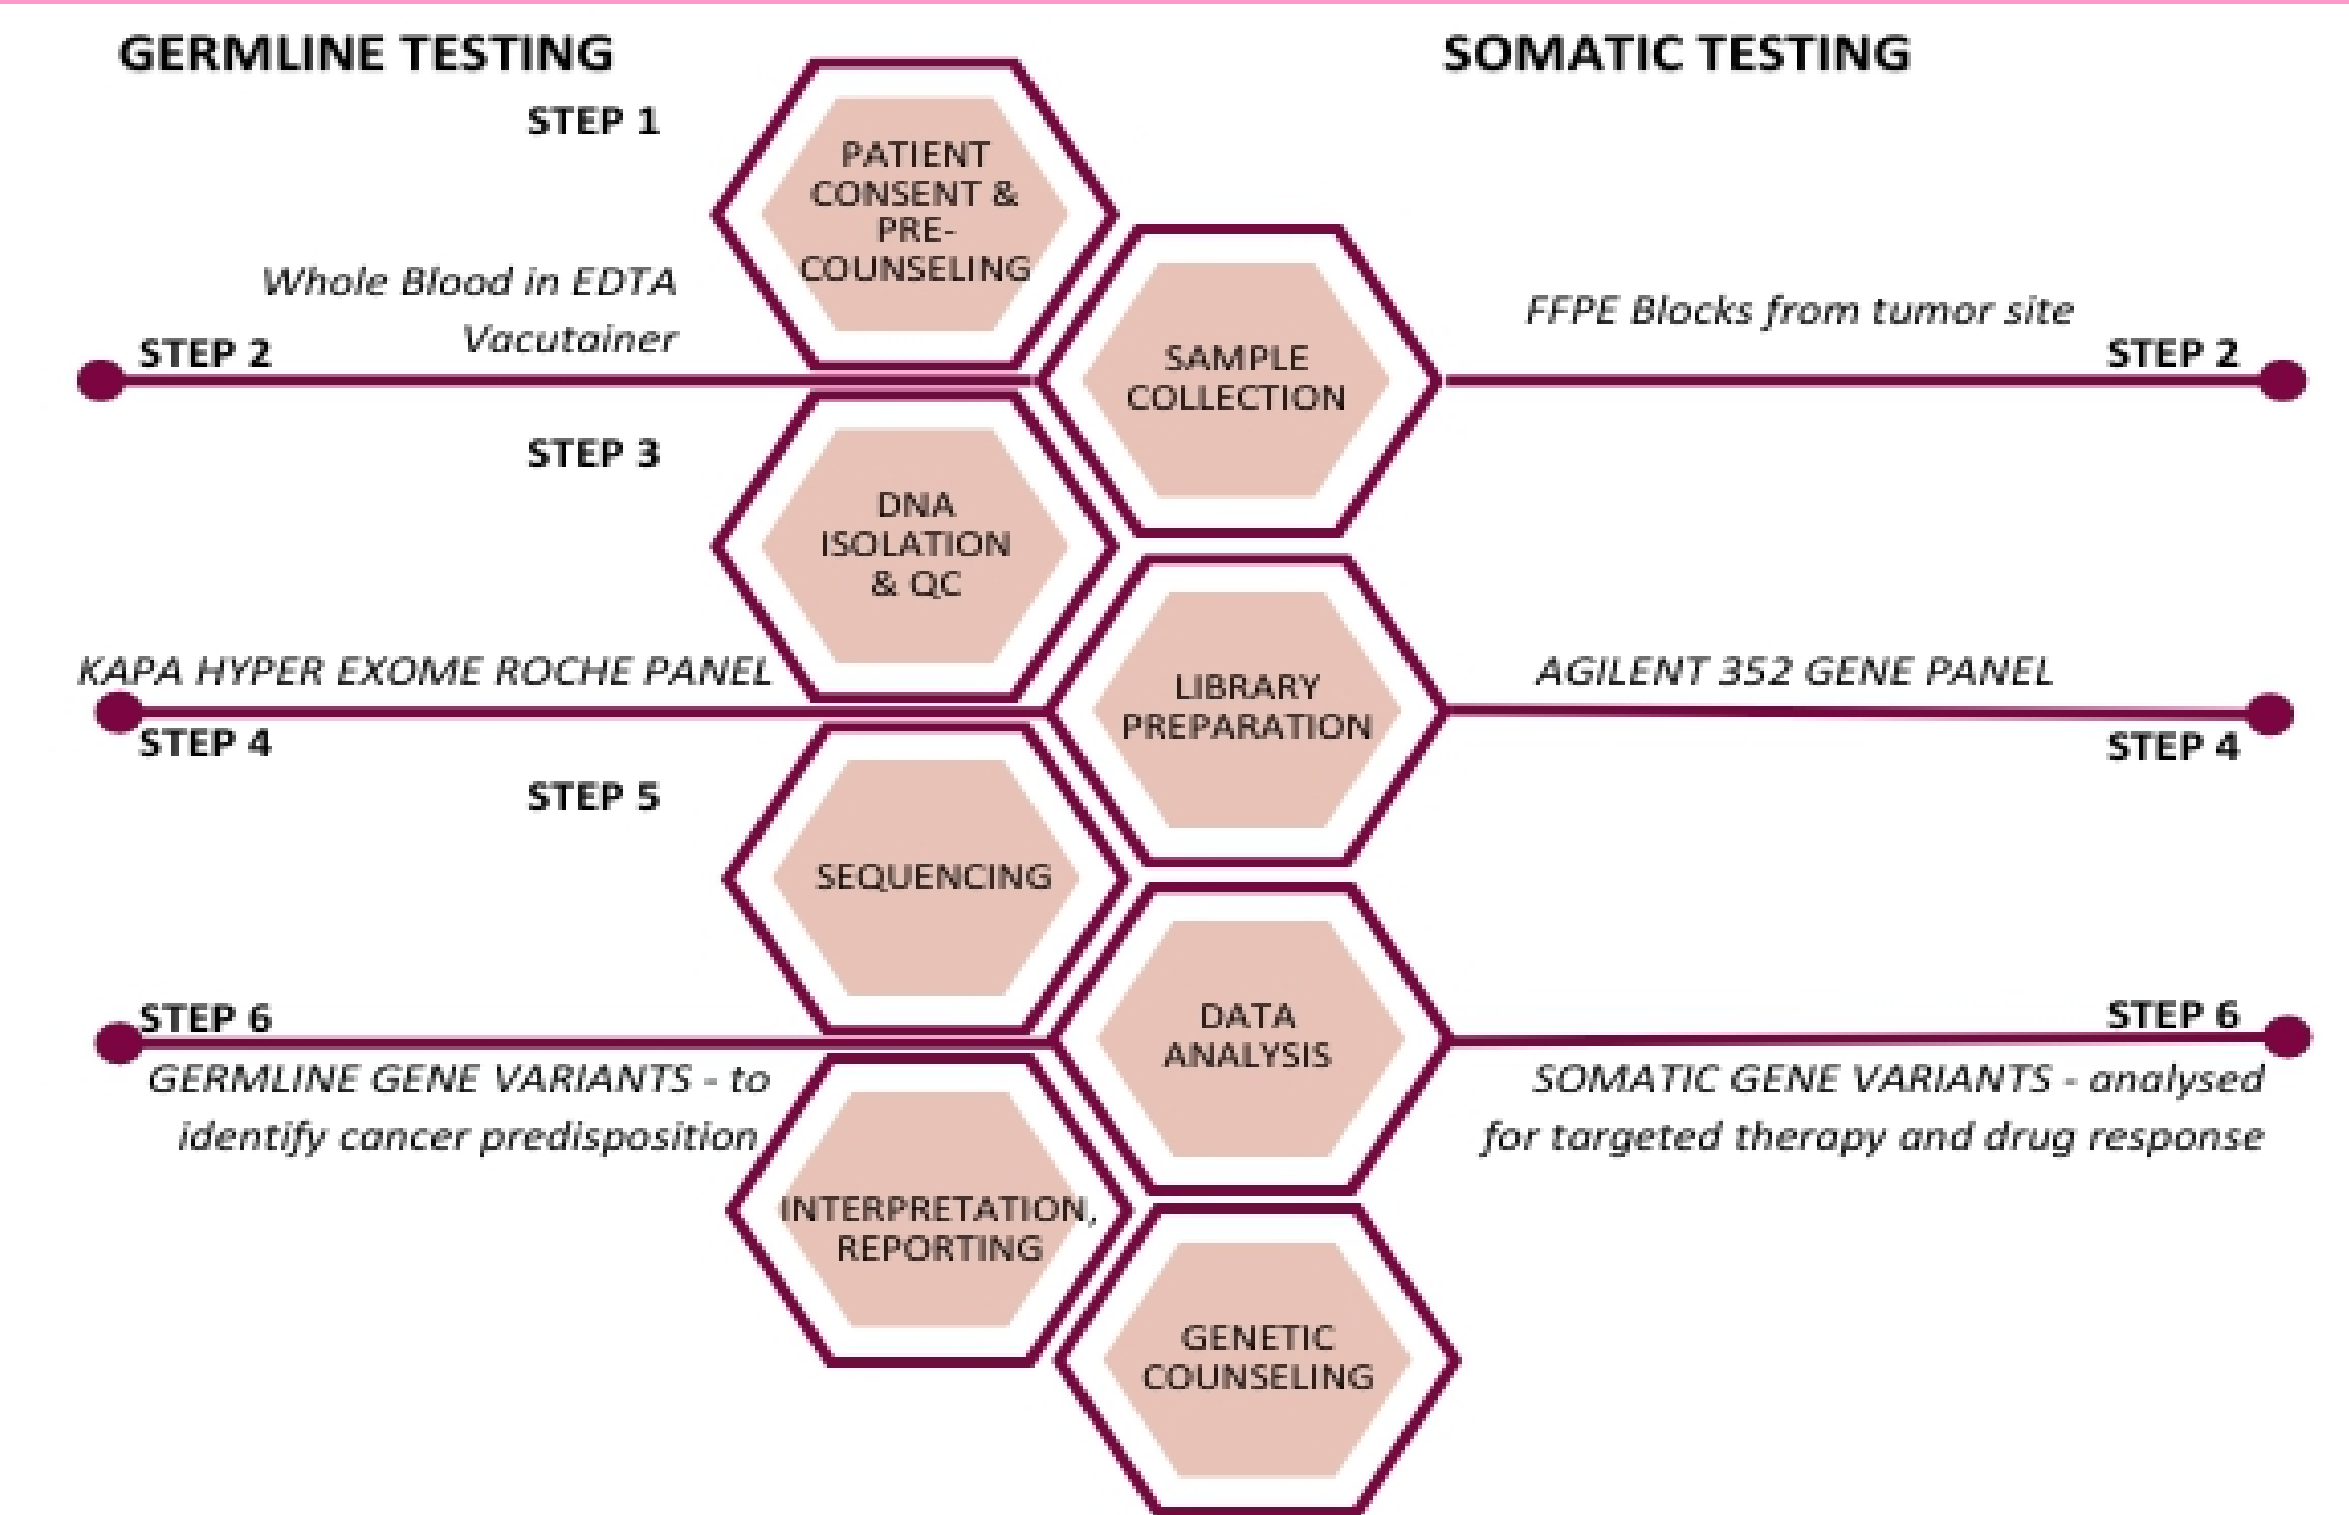 GERMLINE TESTING
SOMATIC TESTING
STEP 1
PATIENT
CONSENT &
PRE-
COUNSELING
Whole Blood in EDTA
Vacutainer
STEP 2
SAMPLE
COLLECTION
FFPE Blocks from tumor site
STEP 2
STEP 3
DNA
ISOLATION
& QC
KAPA HYPER EXOME ROCHE PANEL
STEP 4
LIBRARY
PREPARATION
AGILENT 352 GENE PANEL
STEP 4
STEP 5
SEQUENCING
STEP 6
GERMLINE GENE VARIANTS - to
identify cancer predisposition
DATA
ANALYSIS
STEP 6
SOMATIC GENE VARIANTS - analysed
for targeted therapy and drug response
INTERPRETATION,
REPORTING
GENETIC
COUNSELING